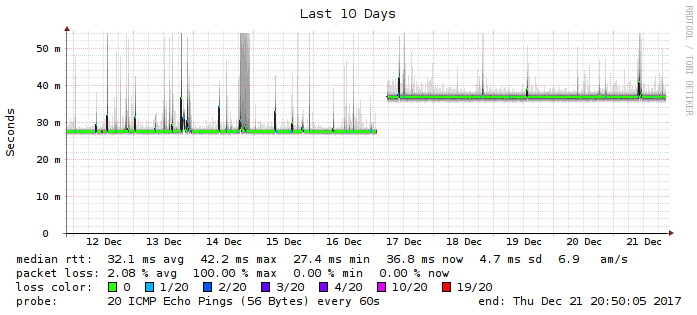 Last 10 Days
RRDTOOL / TOBI OETIKER
Seconds
50 m
40 m
30 m
20 m
10 m
0
12 Dec 13 Dec 14 Dec 15 Dec 16 Dec 17 Dec 18 Dec 19 Dec 20 Dec 21 Dec
median rtt: 32.1 ms avg 42.2 ms max 27.4 ms min 36.8 ms now 4.7 ms sd 6.9 am/s
packet loss: 2.08 % avg 100.00 % max 0.00 % min 0.00 % now
loss color: 0 1/20 2/20 3/20 4/20 10/20 19/20
probe: 20 ICMP Echo Pings (56 Bytes) every 60s end: Thu Dec 21 20:50:05 2017